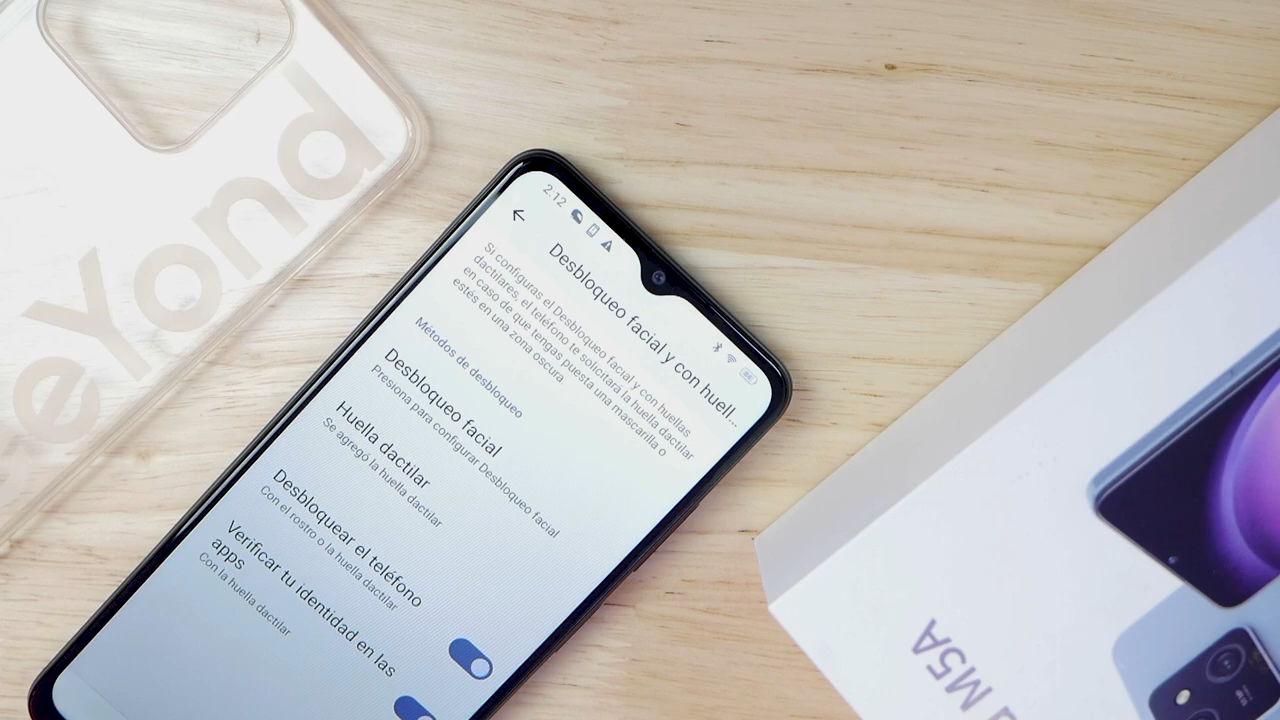 eYond
2:12
Desbloqueo facial y con huell...
Si configuras el Desbloqueo facial y con huellas
dactilares, el teléfono te solicitará la huella dactilar
en caso de que tengas puesta una mascarilla o
estés en una zona oscura.
Métodos de desbloqueo
Desbloqueo facial
Presiona para configurar Desbloqueo facial
Huella dactilar
Se agregó la huella dactilar
Desbloquear el teléfono
Con el rostro o la huella dactilar
Verificar tu identidad en las
apps
Con la huella dactilar
M5A